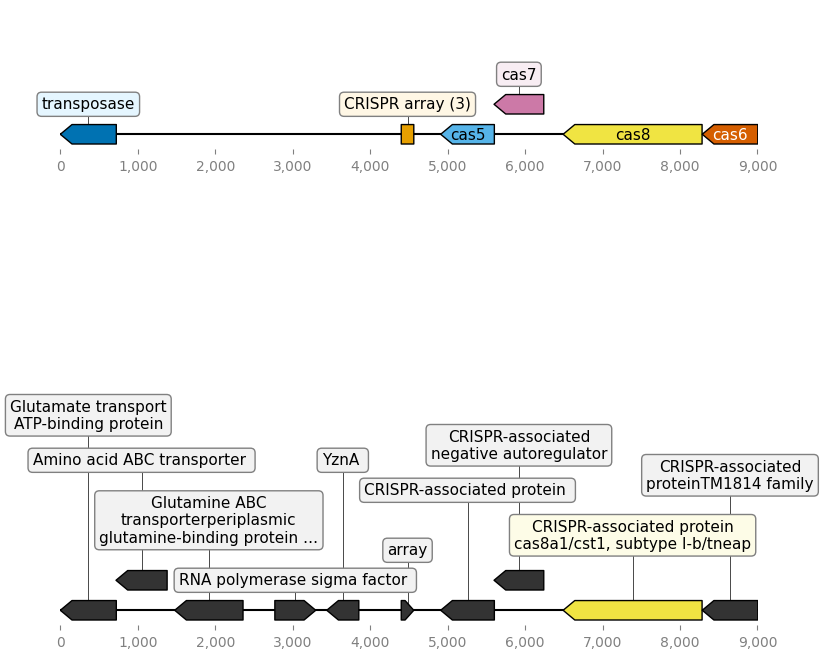 cas7
transposase
CRISPR array (3)
cas5
cas8
cas6
0
1,000
2,000
3,000
4,000
5,000
6,000
7,000
8,000
9,000
Glutamate transport
ATP-binding protein
Amino acid ABC transporter
YznA
CRISPR-associated
negative autoregulator
CRISPR-associated
proteinTM1814 family
CRISPR-associated protein
Glutamine ABC
transporterperiplasmic
glutamine-binding protein ...
CRISPR-associated protein
cas8a1/cst1, subtype I-b/tneap
array
RNA polymerase sigma factor
0
1,000
2,000
3,000
4,000
5,000
6,000
7,000
8,000
9,000